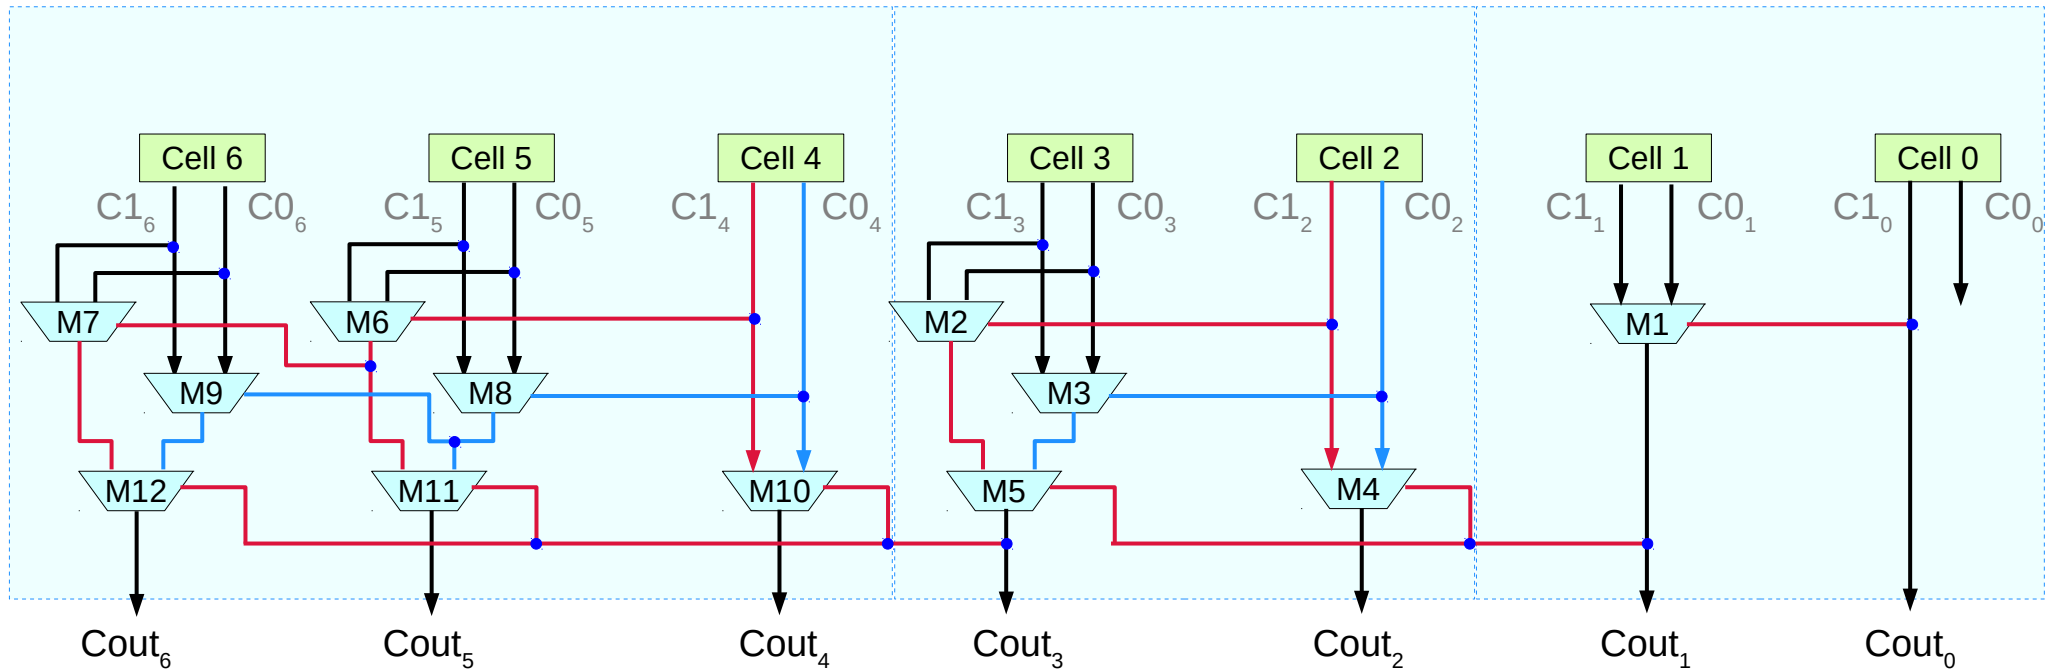 Cell 6 Cell 5 Cell 4 Cell 3 Cell 2 Cell 1 Cell 0
C1₆ C0₆ C1₅ C0₅ C1₄ C0₄ C1₃ C0₃ C1₂ C0₂ C1₁ C0₁ C1₀ C0₀
M7 M6 M2 M1
M9 M8 M3
M12 M11 M10 M5 M4
Cout₆ Cout₅ Cout₄ Cout₃ Cout₂ Cout₁ Cout₀